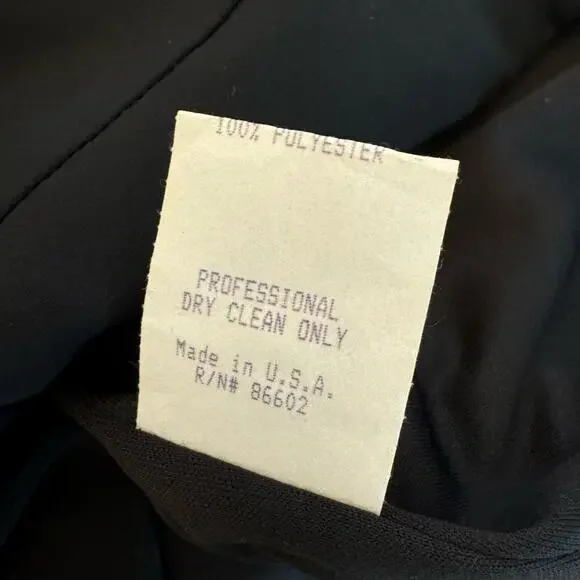 100% POLYESTER
PROFESSIONAL
DRY CLEAN ONLY
Made in U.S.A.
R/N# 86602